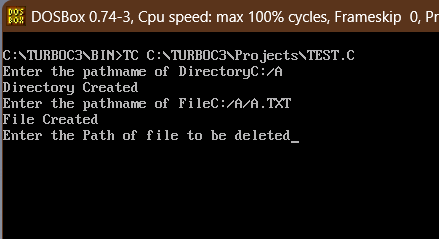 DOS
BOX
DOSBox 0.74-3, Cpu speed: max 100% cycles, Frameskip 0, Pr
C:\TURBOC3\BIN>TC C:\TURBOC3\Projects\TEST.C
Enter the pathname of DirectoryC:/A
Directory Created
Enter the pathname of FileC:/A/A.TXT
File Created
Enter the Path of file to be deleted_